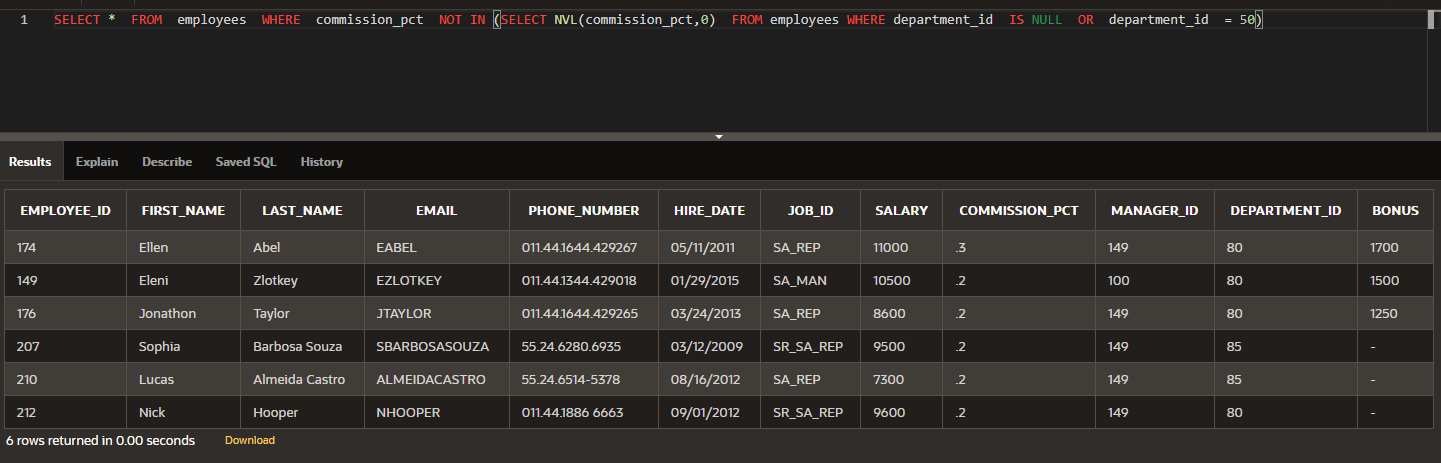 1 SELECT * FROM employees WHERE commission_pct NOT IN (SELECT NVL(commission_pct,0) FROM employees WHERE department_id IS NULL OR department_id = 50)
Results Explain Describe Saved SQL History
EMPLOYEE_ID FIRST_NAME LAST_NAME EMAIL PHONE_NUMBER HIRE_DATE JOB_ID SALARY COMMISSION_PCT MANAGER_ID DEPARTMENT_ID BONUS
174 Ellen Abel EABEL 011.44.1644.429267 05/11/2011 SA_REP 11000 .3 149 80 1700
149 Eleni Zlotkey EZLOTKEY 011.44.1344.429018 01/29/2015 SA_MAN 10500 .2 100 80 1500
176 Jonathon Taylor JTAYLOR 011.44.1644.429265 03/24/2013 SA_REP 8600 .2 149 80 1250
207 Sophia Barbosa Souza SBARBOSASOUZA 55.24.6280.6935 03/12/2009 SR_SA_REP 9500 .2 149 85 -
210 Lucas Almeida Castro ALMEIDACASTRO 55.24.6514-5378 08/16/2012 SA_REP 7300 .2 149 85 -
212 Nick Hooper NHOOPER 011.44.1886 6663 09/01/2012 SR_SA_REP 9600 .2 149 80 -
6 rows returned in 0.00 seconds Download